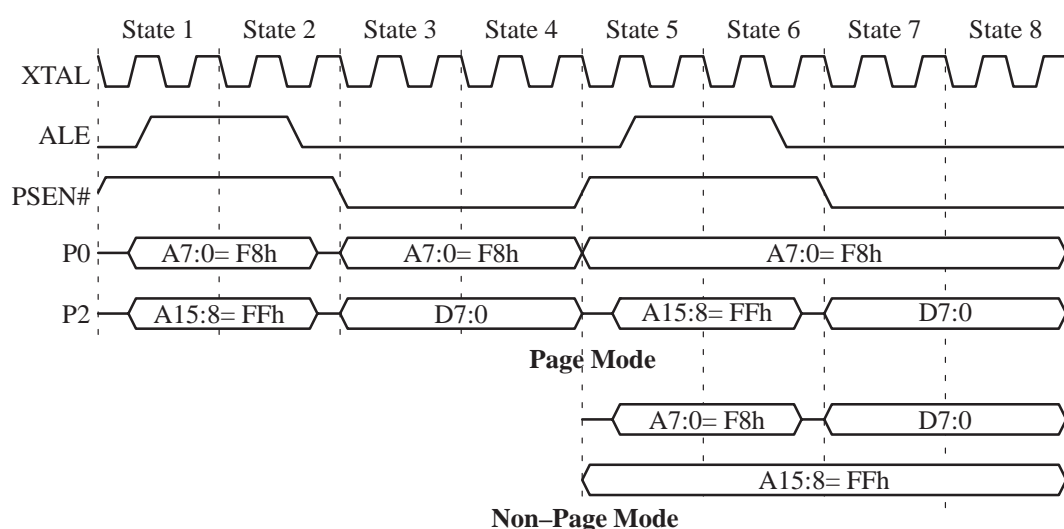 State 1 State 2 State 3 State 4 State 5 State 6 State 7 State 8
XTAL
ALE
PSEN#
P0 A7:0= F8h A7:0= F8h A7:0= F8h
P2 A15:8= FFh D7:0 A15:8= FFh D7:0
Page Mode
A7:0= F8h D7:0
A15:8= FFh
Non–Page Mode